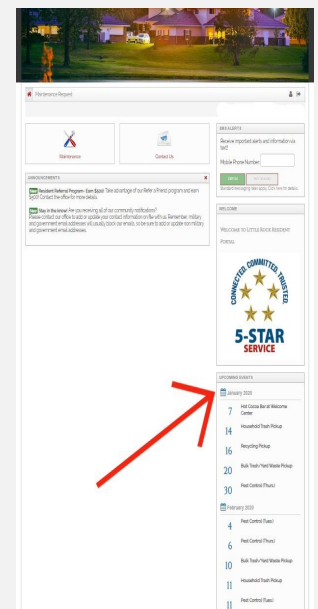 Maintenance Request
Maintenance
Contact Us
ANNOUNCEMENTS
New Resident Referral Program - Earn $500! Take advantage of our Refer a Friend program and earn
$500! Contact the office for more details.
New Stay in the know! Are you receiving all of our community notifications?
Please contact our office to add or update your contact information on file with us. Remember, military
and government email addresses will usually block our emails, so be sure to add or update non military
and government email addresses.
SMS ALERTS
Receive important alerts and information via
text!
Mobile Phone Number
Standard messaging rates apply. Click here for details.
WELCOME
WELCOME TO LITTLE ROCK RESIDENT
PORTAL
CONNECTED. COMMITTED. TRUSTED.
5-STAR
SERVICE
UPCOMING EVENTS
January 2020
7 Hot Cocoa Bar at Welcome
Center
14 Household Trash Pickup
16 Recycling Pickup
20 Bulk Trash/Yard Waste Pickup
30 Pest Control (Thurs)
February 2020
4 Pest Control (Tues)
6 Pest Control (Thurs)
10 Bulk Trash/Yard Waste Pickup
11 Household Trash Pickup
11 Pest Control (Tues)